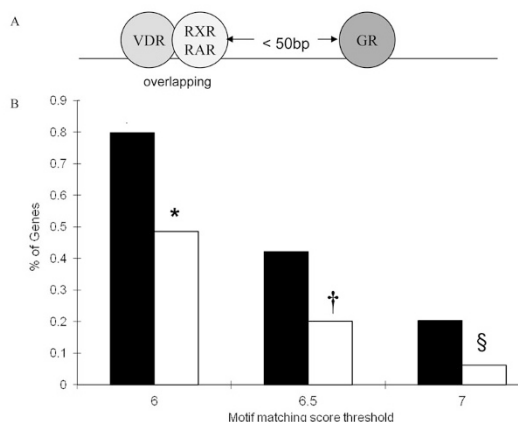 A
VDR
RXR
RAR
< 50bp
GR
overlapping
B
% of Genes
0.9
0.8
0.7
0.6
0.5
0.4
0.3
0.2
0.1
0
*
†
§
6
6.5
7
Motif matching score threshold